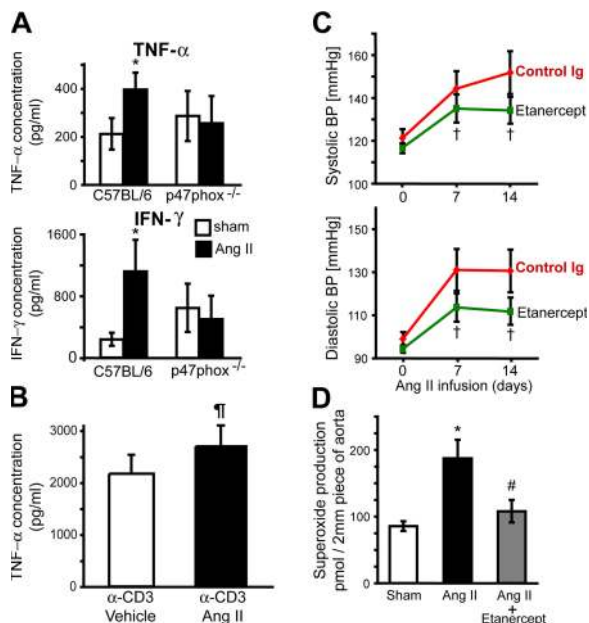 A
TNF-α
TNF-α concentration
(pg/ml)
400
200
0
*
C57BL/6
p47phox -/-
IFN-γ
sham
Ang II
IFN-γ concentration
(pg/ml)
1600
800
0
*
C57BL/6
p47phox -/-
B
TNF-α concentration
(pg/ml)
3000
2000
1000
0
¶
α-CD3
Vehicle
α-CD3
Ang II
C
Systolic BP [mmHg]
160
140
120
100
Control Ig
Etanercept
†
†
0
7
14
Diastolic BP [mmHg]
150
130
110
90
Control Ig
Etanercept
†
†
0
7
14
Ang II infusion (days)
D
Superoxide production
pmol / 2mm piece of aorta
200
100
0
*
#
Sham
Ang II
Ang II
+
Etanercept